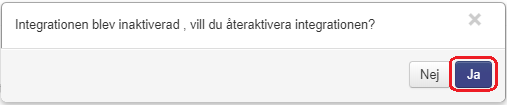 Integrationen blev inaktiverad , vill du återaktivera integrationen?
Nej Ja